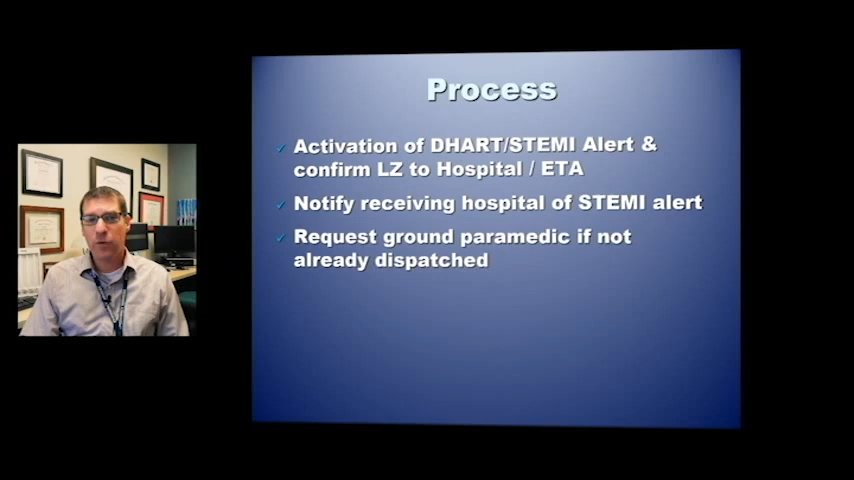 Process
Activation of DHART/STEMI Alert &
confirm LZ to Hospital / ETA
Notify receiving hospital of STEMI alert
Request ground paramedic if not
already dispatched